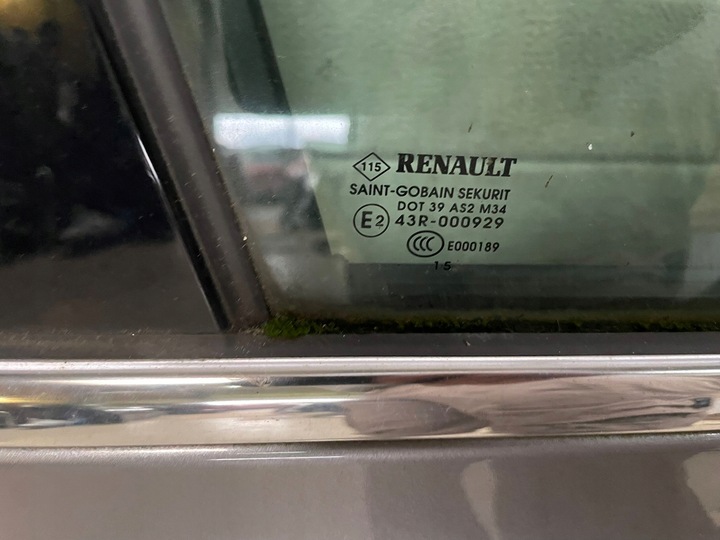 115 RENAULT
SAINT-GOBAIN SEKURIT
DOT 39 AS2 M34
E2 43R-000929
CCC E000189
15